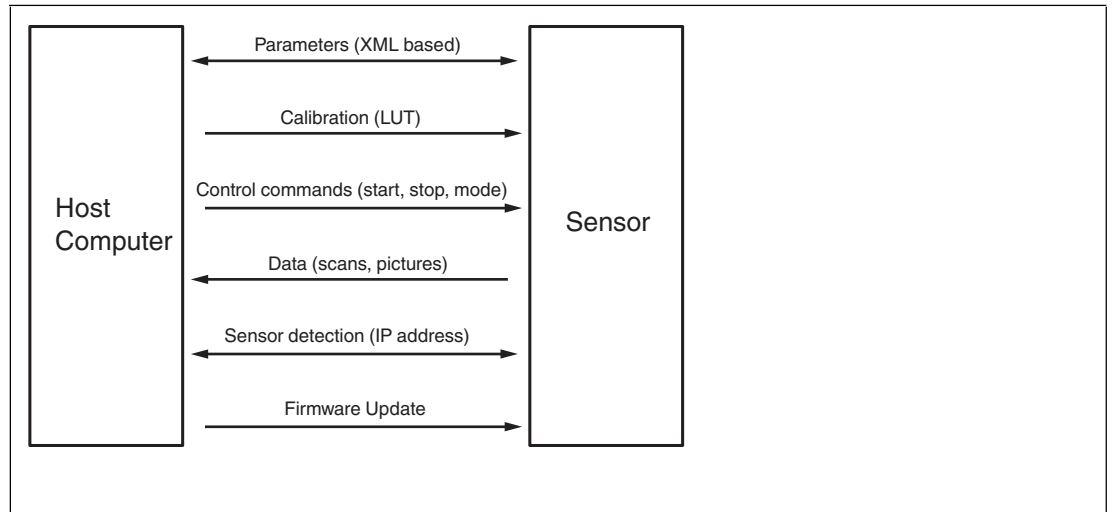 Parameters (XML based)
Calibration (LUT)
Control commands (start, stop, mode)
Host
Computer
Sensor
Data (scans, pictures)
Sensor detection (IP address)
Firmware Update